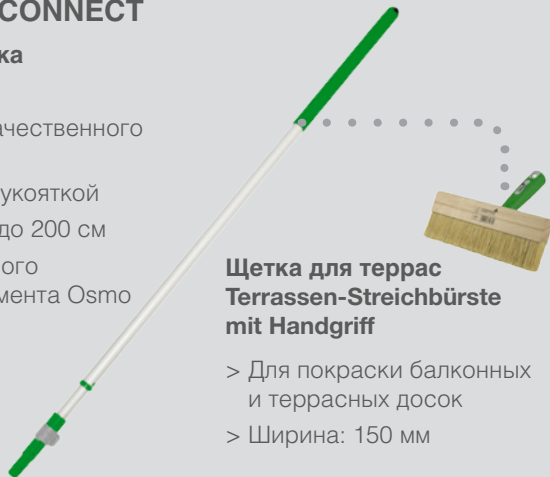 CONNECT
ка
ачественного
укояткой
до 200 см
ого
мента Osmo
Щетка для террас
Terrassen-Streichbürste
mit Handgriff
> Для покраски балконных
и террасных досок
> Ширина: 150 мм